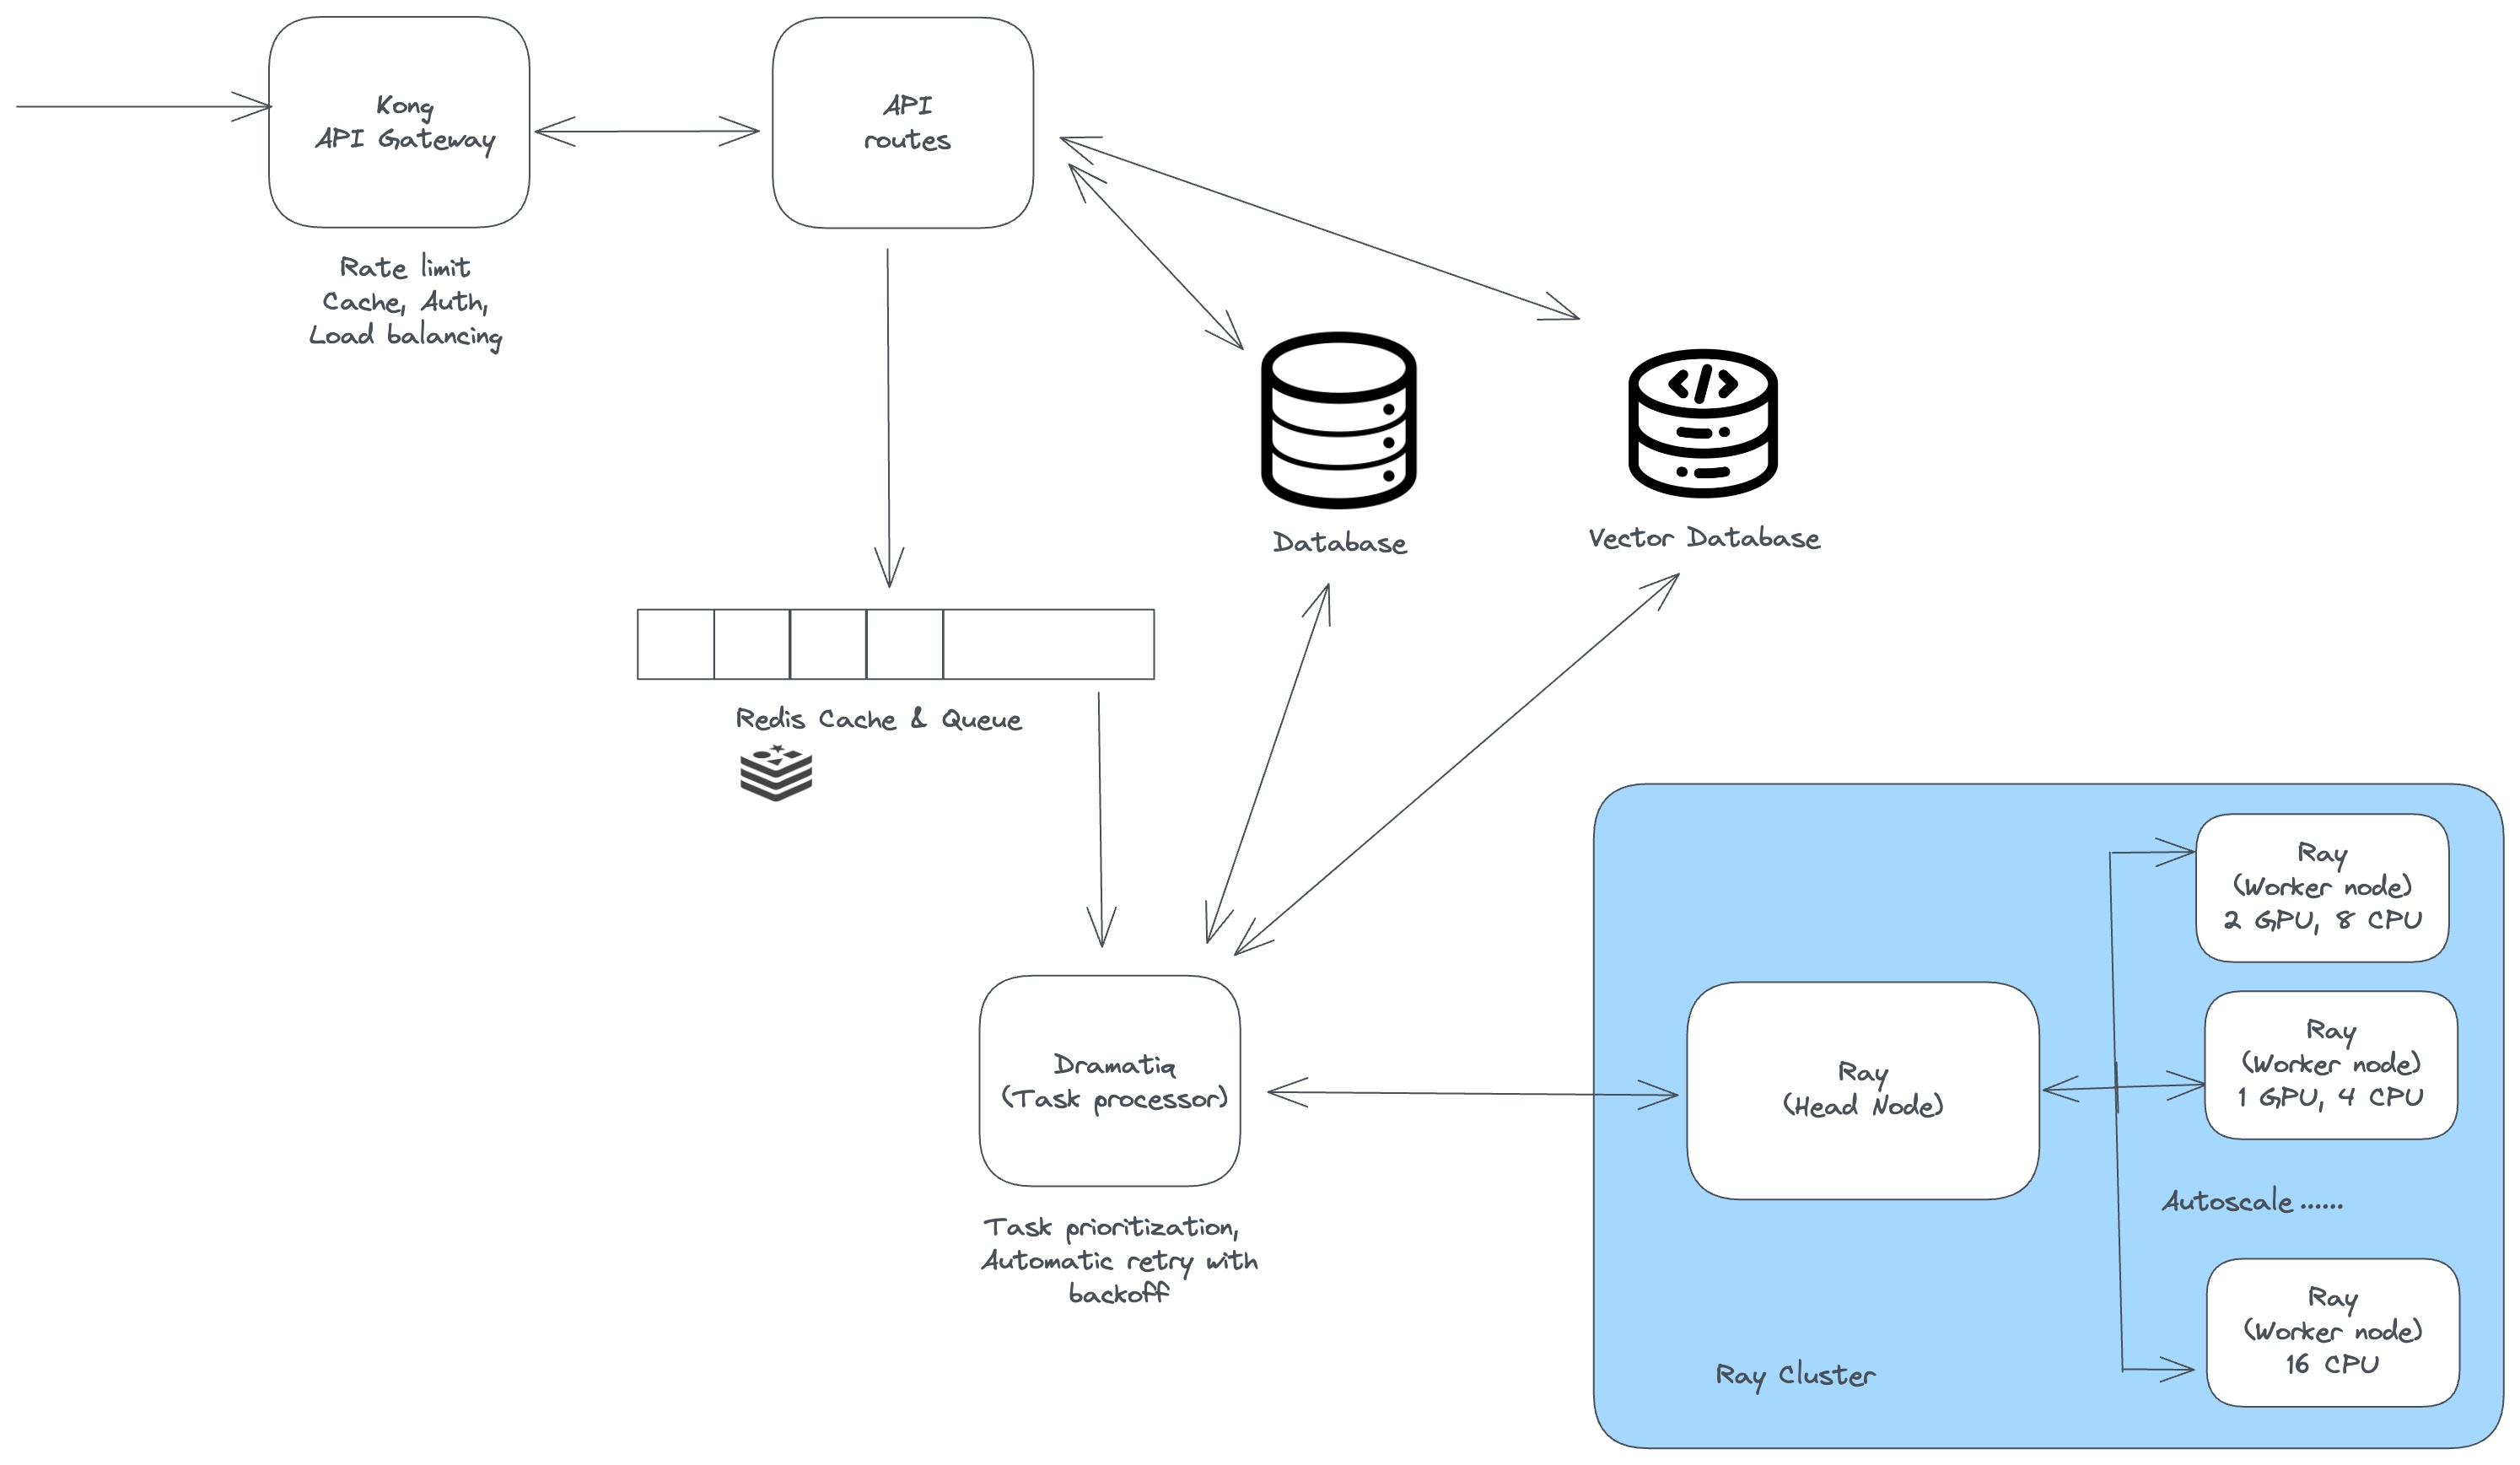 Kong
API Gateway
API
routes
Rate limit
Cache, Auth,
Load balancing
Database
Vector Database
Redis Cache & Queue
Dramatiq
(Task processor)
Task prioritization,
Automatic retry with
backoff
Ray
(Head Node)
Ray
(Worker node)
2 GPU, 8 CPU
Ray
(Worker node)
1 GPU, 4 CPU
Autoscale ......
Ray
(Worker node)
16 CPU
Ray Cluster